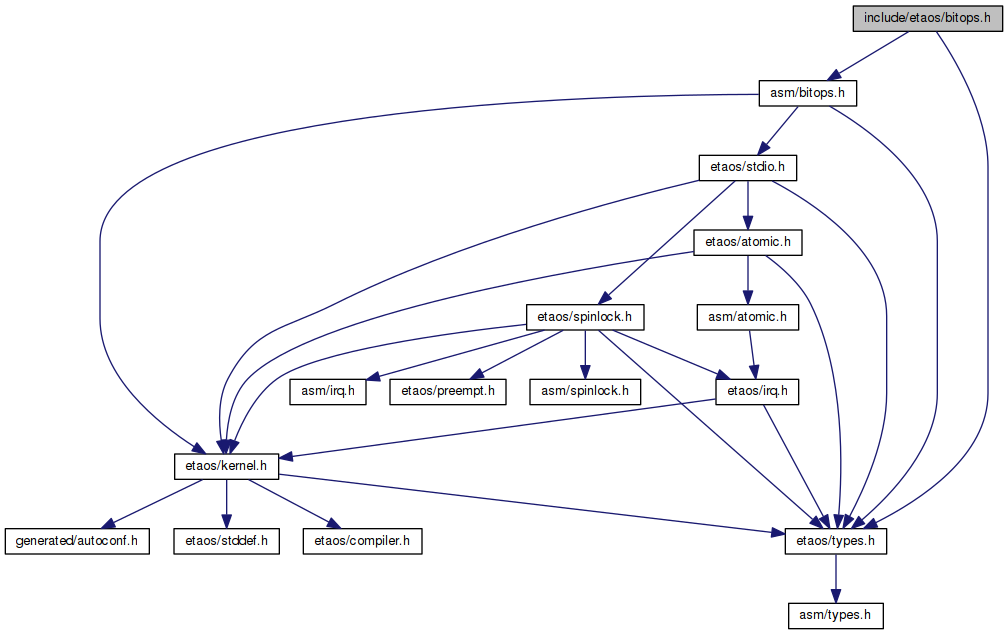 include/etaos/bitops.h
asm/bitops.h
etaos/stdio.h
etaos/atomic.h
etaos/spinlock.h
asm/atomic.h
asm/irq.h
etaos/preempt.h
asm/spinlock.h
etaos/irq.h
etaos/kernel.h
generated/autoconf.h
etaos/stddef.h
etaos/compiler.h
etaos/types.h
asm/types.h